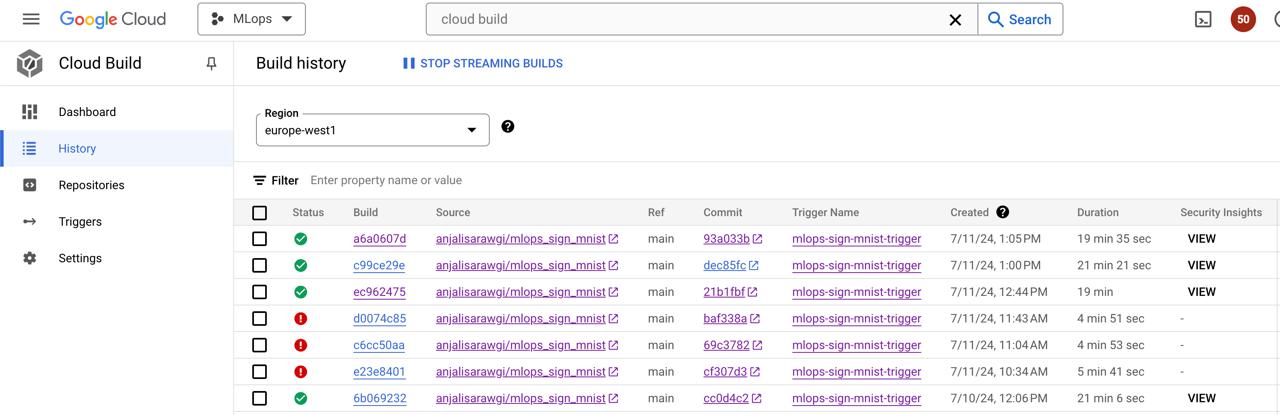 Google Cloud MLops cloud build Search 50
Cloud Build Build history STOP STREAMING BUILDS
Dashboard
History
Repositories
Triggers
Settings
Region
europe-west1
Filter Enter property name or value
Status Build Source Ref Commit Trigger Name Created Duration Security Insights
a6a0607d anjalisarawgi/mlops_sign_mnist main 93a033b mlops-sign-mnist-trigger 7/11/24, 1:05 PM 19 min 35 sec VIEW
c99ce29e anjalisarawgi/mlops_sign_mnist main dec85fc mlops-sign-mnist-trigger 7/11/24, 1:00 PM 21 min 21 sec VIEW
ec962475 anjalisarawgi/mlops_sign_mnist main 21b1fbf mlops-sign-mnist-trigger 7/11/24, 12:44 PM 19 min VIEW
d0074c85 anjalisarawgi/mlops_sign_mnist main baf338a mlops-sign-mnist-trigger 7/11/24, 11:43 AM 4 min 51 sec -
c6cc50aa anjalisarawgi/mlops_sign_mnist main 69c3782 mlops-sign-mnist-trigger 7/11/24, 11:04 AM 4 min 53 sec -
e23e8401 anjalisarawgi/mlops_sign_mnist main cf307d3 mlops-sign-mnist-trigger 7/11/24, 10:34 AM 5 min 41 sec -
6b069232 anjalisarawgi/mlops_sign_mnist main cc0d4c2 mlops-sign-mnist-trigger 7/10/24, 12:06 PM 21 min 6 sec VIEW